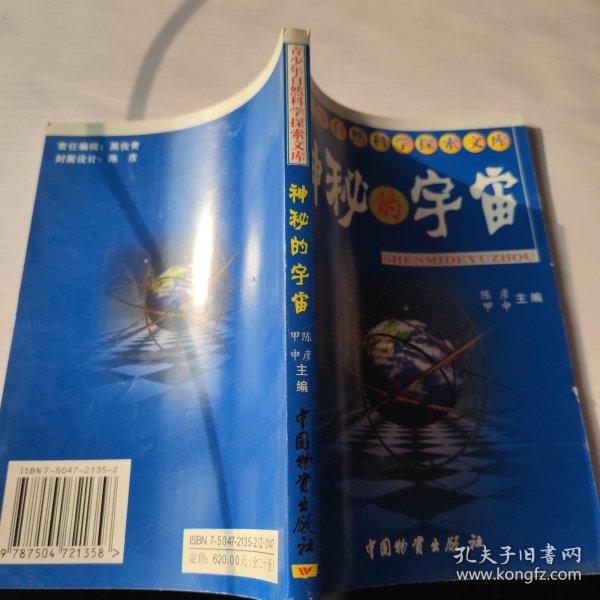 责任编辑：黑俊贵
封面设计：陈 彦
ISBN 7-5047-2135-2
9 787504 721358 >
ISBN 7-5047-2135-2/Z·0147
定价：620.00元(全二十册)
青少年自然科学探索文库
神秘的宇宙
陈彦
甲申
主编
中国物资出版社
自然科学探索文库
神秘的宇宙
SHENMIDEYUZHOU
陈 彦
甲 申
主编
中国物资出版社
孔夫子旧书网
www.kongfz.com